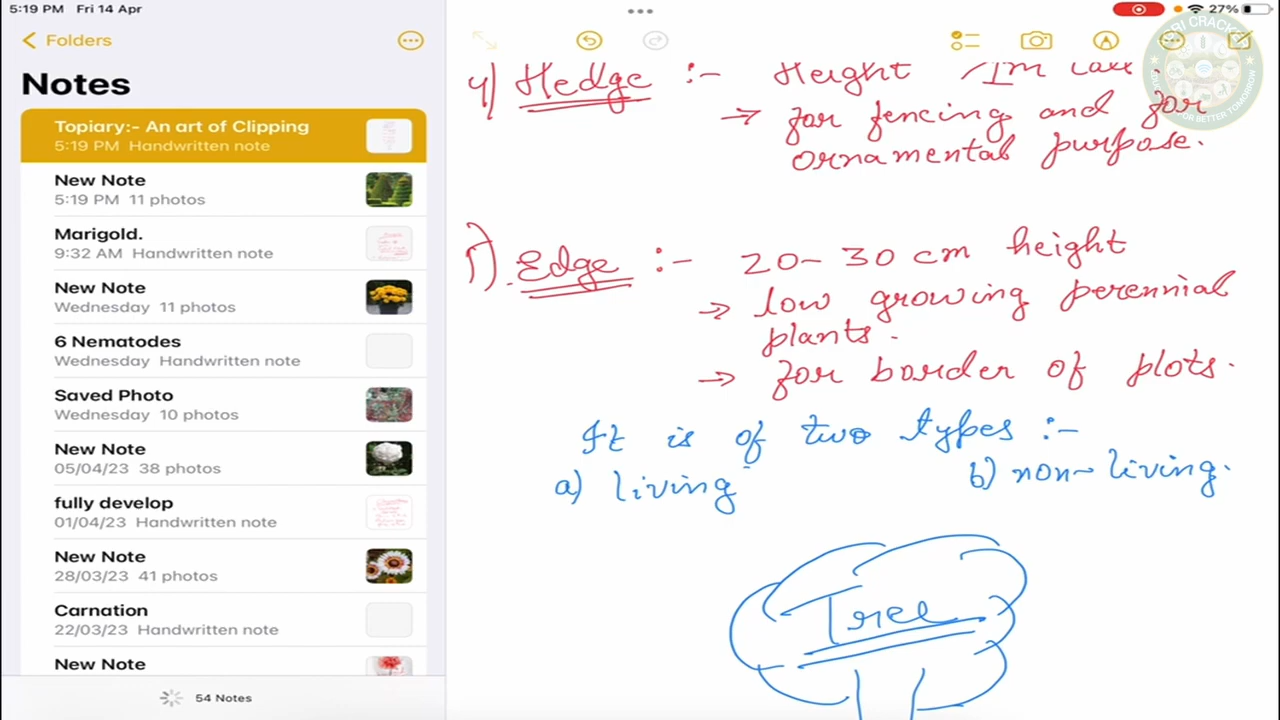 5:19 PM Fri 14 Apr
27%
Folders
Notes
Topiary:- An art of Clipping
5:19 PM Handwritten note
New Note
5:19 PM 11 photos
Marigold.
9:32 AM Handwritten note
New Note
Wednesday 11 photos
6 Nematodes
Wednesday Handwritten note
Saved Photo
Wednesday 10 photos
New Note
05/04/23 38 photos
fully develop
01/04/23 Handwritten note
New Note
28/03/23 41 photos
Carnation
22/03/23 Handwritten note
New Note
54 Notes
4) Hedge :- Height
→ for fencing and for
ornamental purpose.
Edge :- 20- 30 cm height
→ low growing perennial
plants.
→ for border of plots.
It is of two types :-
a) living b) non-living.
Tree